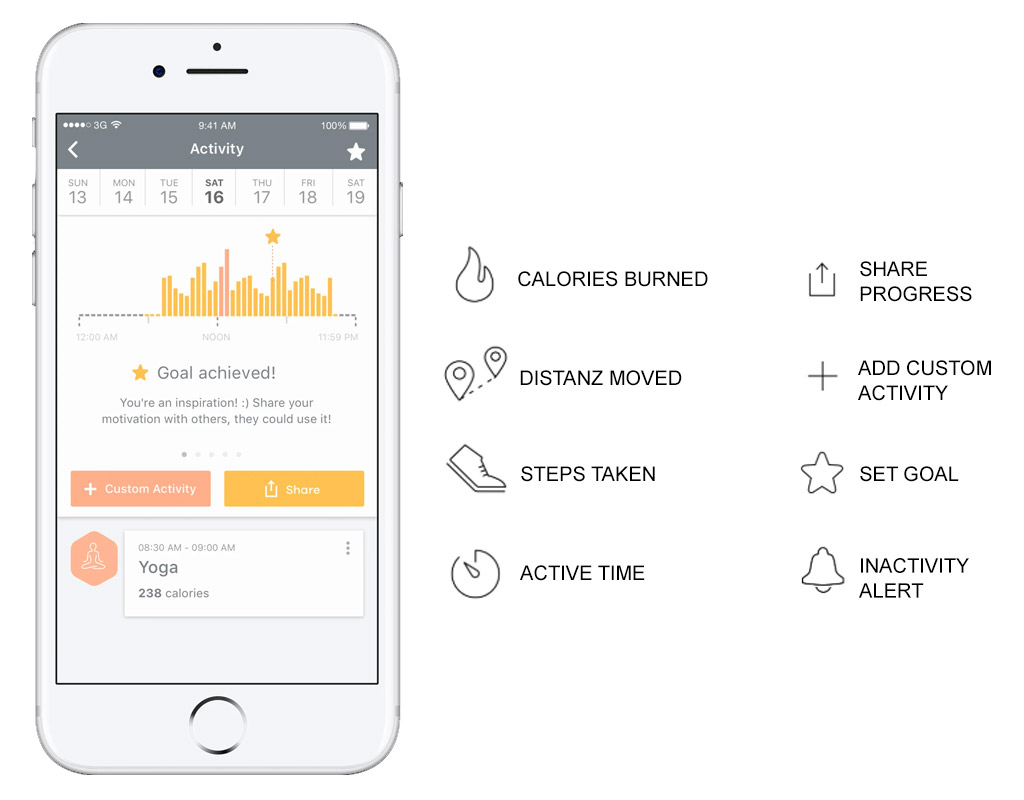 3G 9:41 AM 100%
Activity
SUN MON TUE SAT THU FRI SAT
13 14 15 16 17 18 19
12:00 AM NOON 11:59 PM
Goal achieved!
You're an inspiration! :) Share your
motivation with others, they could use it!
+ Custom Activity Share
08:30 AM - 09:00 AM
Yoga
238 calories
CALORIES BURNED
DISTANZ MOVED
STEPS TAKEN
ACTIVE TIME
SHARE
PROGRESS
ADD CUSTOM
ACTIVITY
SET GOAL
INACTIVITY
ALERT